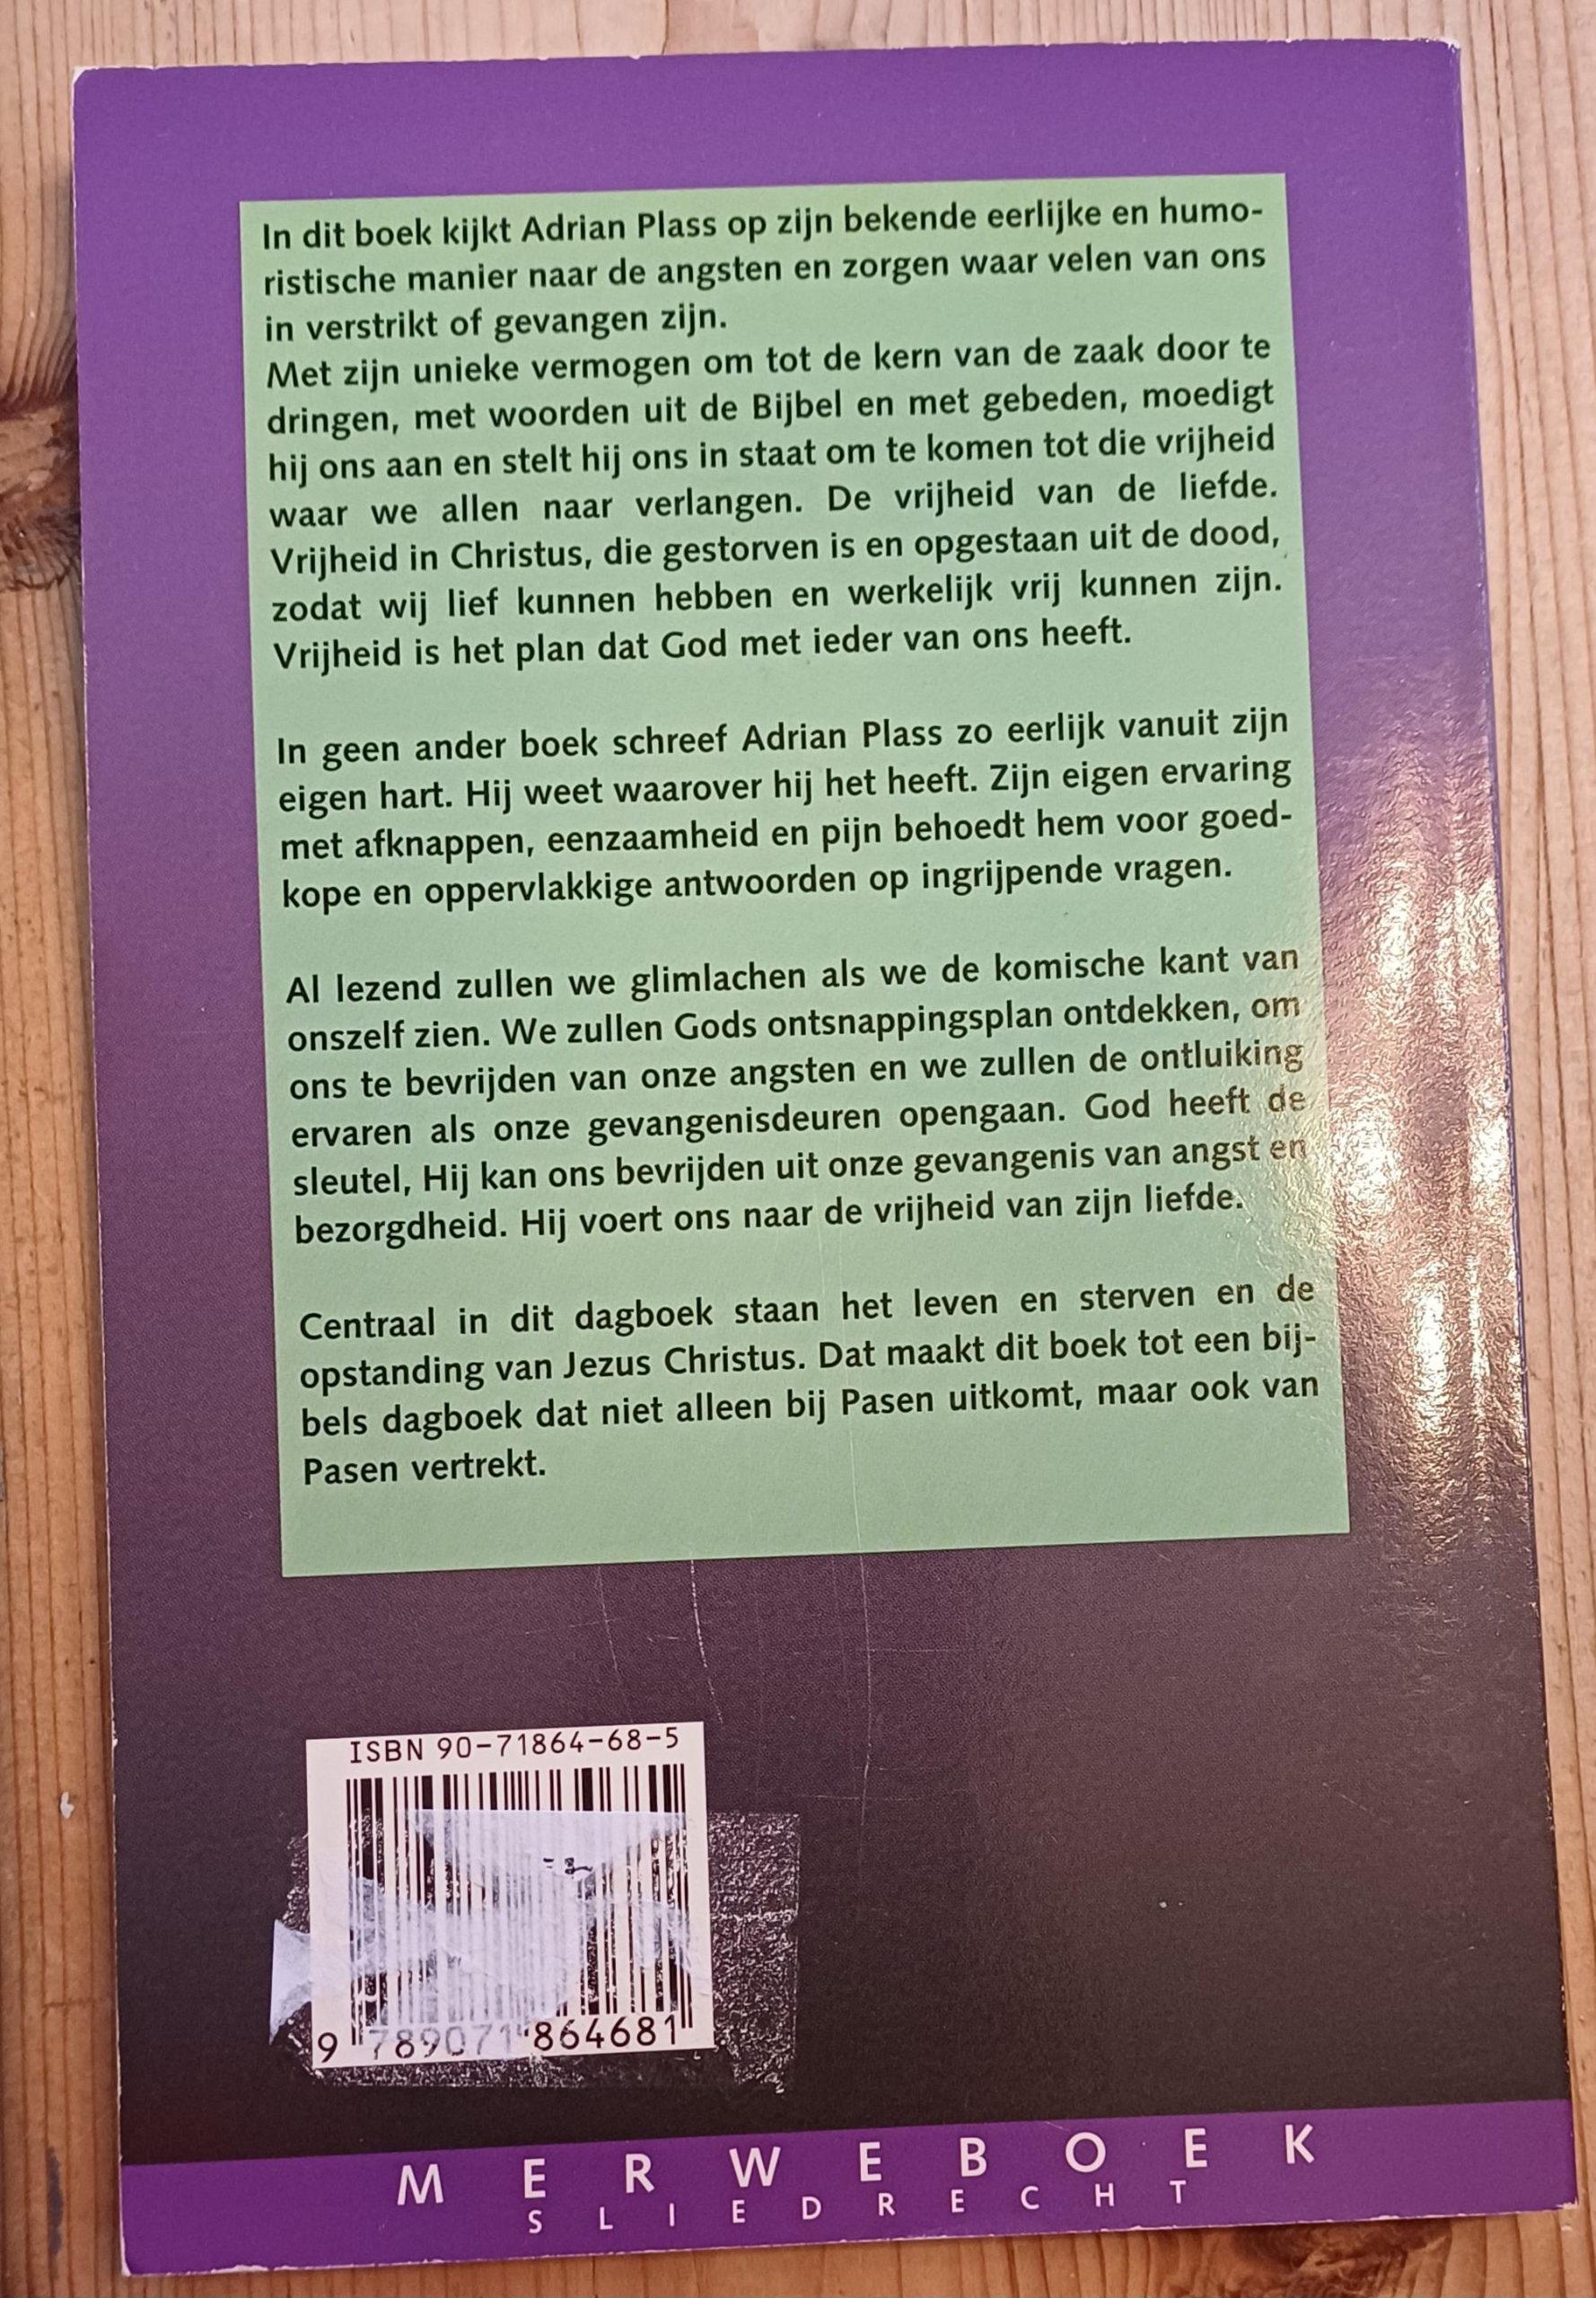 In dit boek kijkt Adrian Plass op zijn bekende eerlijke en humo-
ristische manier naar de angsten en zorgen waar velen van ons
in verstrikt of gevangen zijn.
Met zijn unieke vermogen om tot de kern van de zaak door te
dringen, met woorden uit de Bijbel en met gebeden, moedigt
hij ons aan en stelt hij ons in staat om te komen tot die vrijheid
waar we allen naar verlangen. De vrijheid van de liefde.
Vrijheid in Christus, die gestorven is en opgestaan uit de dood,
zodat wij lief kunnen hebben en werkelijk vrij kunnen zijn.
Vrijheid is het plan dat God met ieder van ons heeft.
In geen ander boek schreef Adrian Plass zo eerlijk vanuit zijn
eigen hart. Hij weet waarover hij het heeft. Zijn eigen ervaring
met afknappen, eenzaamheid en pijn behoedt hem voor goed-
kope en oppervlakkige antwoorden op ingrijpende vragen.
Al lezend zullen we glimlachen als we de komische kant van
onszelf zien. We zullen Gods ontsnappingsplan ontdekken, om
ons te bevrijden van onze angsten en we zullen de ontluiking
ervaren als onze gevangenisdeuren opengaan. God heeft de
sleutel, Hij kan ons bevrijden uit onze gevangenis van angst en
bezorgdheid. Hij voert ons naar de vrijheid van zijn liefde.
Centraal in dit dagboek staan het leven en sterven en de
opstanding van Jezus Christus. Dat maakt dit boek tot een bij-
bels dagboek dat niet alleen bij Pasen uitkomt, maar ook van
Pasen vertrekt.
ISBN 90-71864-68-5
9 789071 864681
MERWEBOEK
SLIEDRECHT